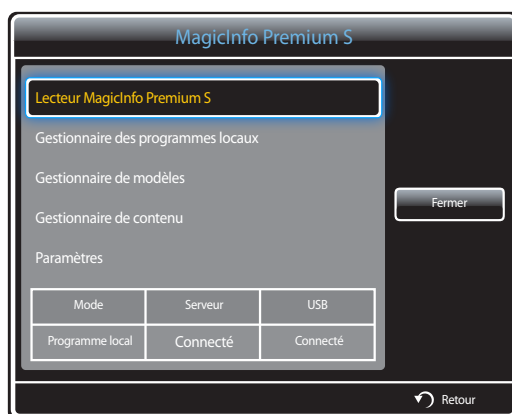 MagicInfo Premium S
Lecteur MagicInfo Premium S
Gestionnaire des programmes locaux
Gestionnaire de modèles
Gestionnaire de contenu
Paramètres
Fermer
Mode Serveur USB
Programme local Connecté Connecté
Retour